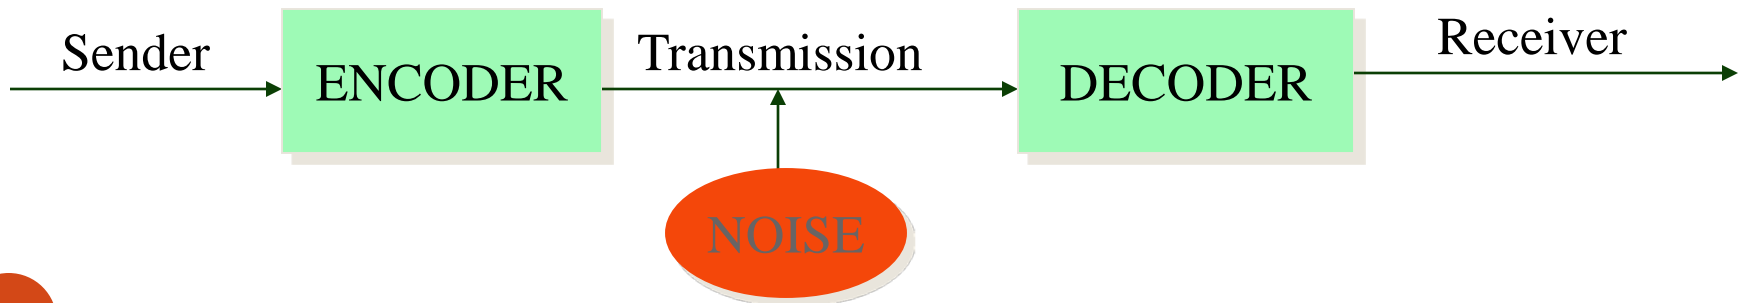 Sender
ENCODER
Transmission
DECODER
Receiver
NOISE